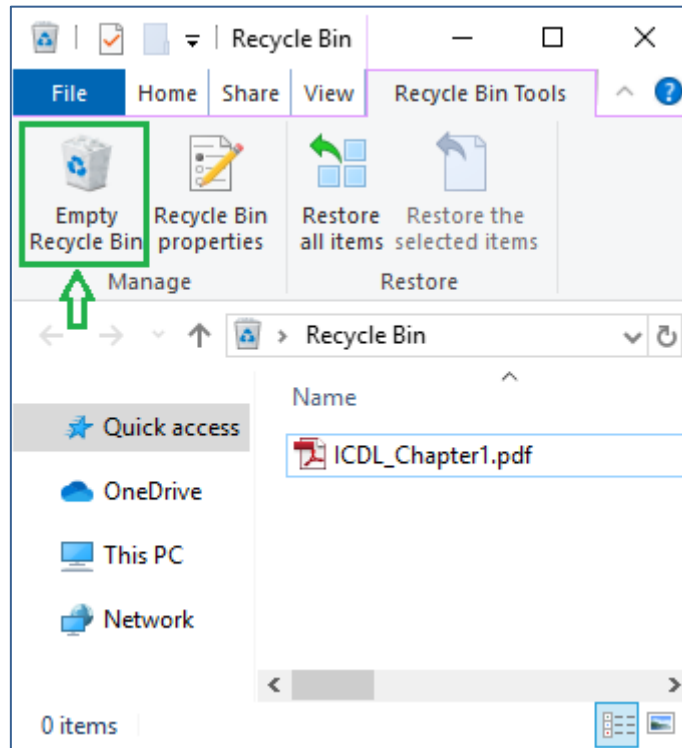 Recycle Bin
File Home Share View Recycle Bin Tools
Empty Recycle Bin
Recycle Bin properties
Restore all items
Restore the selected items
Manage Restore
Recycle Bin
Name
Quick access
ICDL_Chapter1.pdf
OneDrive
This PC
Network
0 items